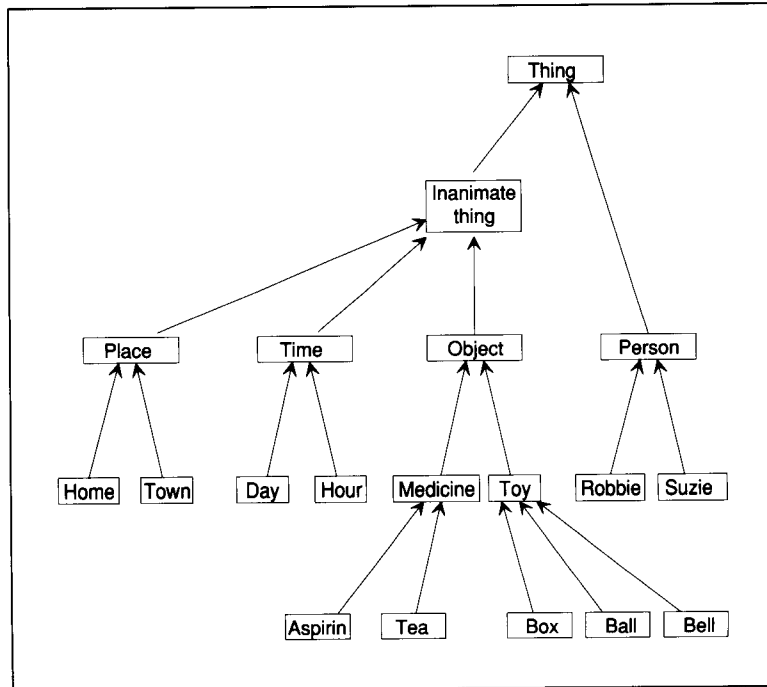 Thing
Inanimate
thing
Place
Time
Object
Person
Home
Town
Day
Hour
Medicine
Toy
Robbie
Suzie
Aspirin
Tea
Box
Ball
Bell